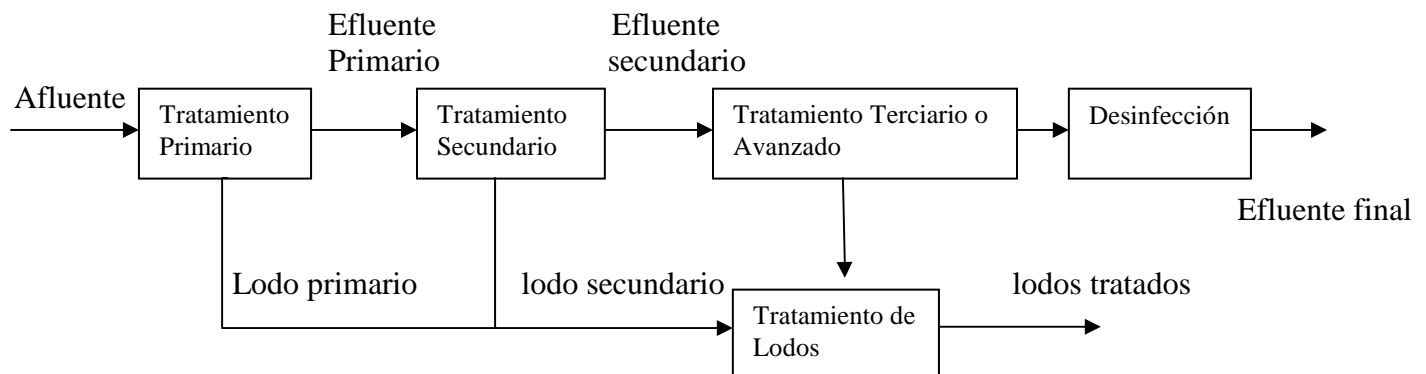 Efluente
Primario
Efluente
secundario
Afluente
Tratamiento
Primario
Tratamiento
Secundario
Tratamiento Terciario o
Avanzado
Desinfección
Efluente final
Lodo primario
lodo secundario
lodos tratados
Tratamiento de
Lodos